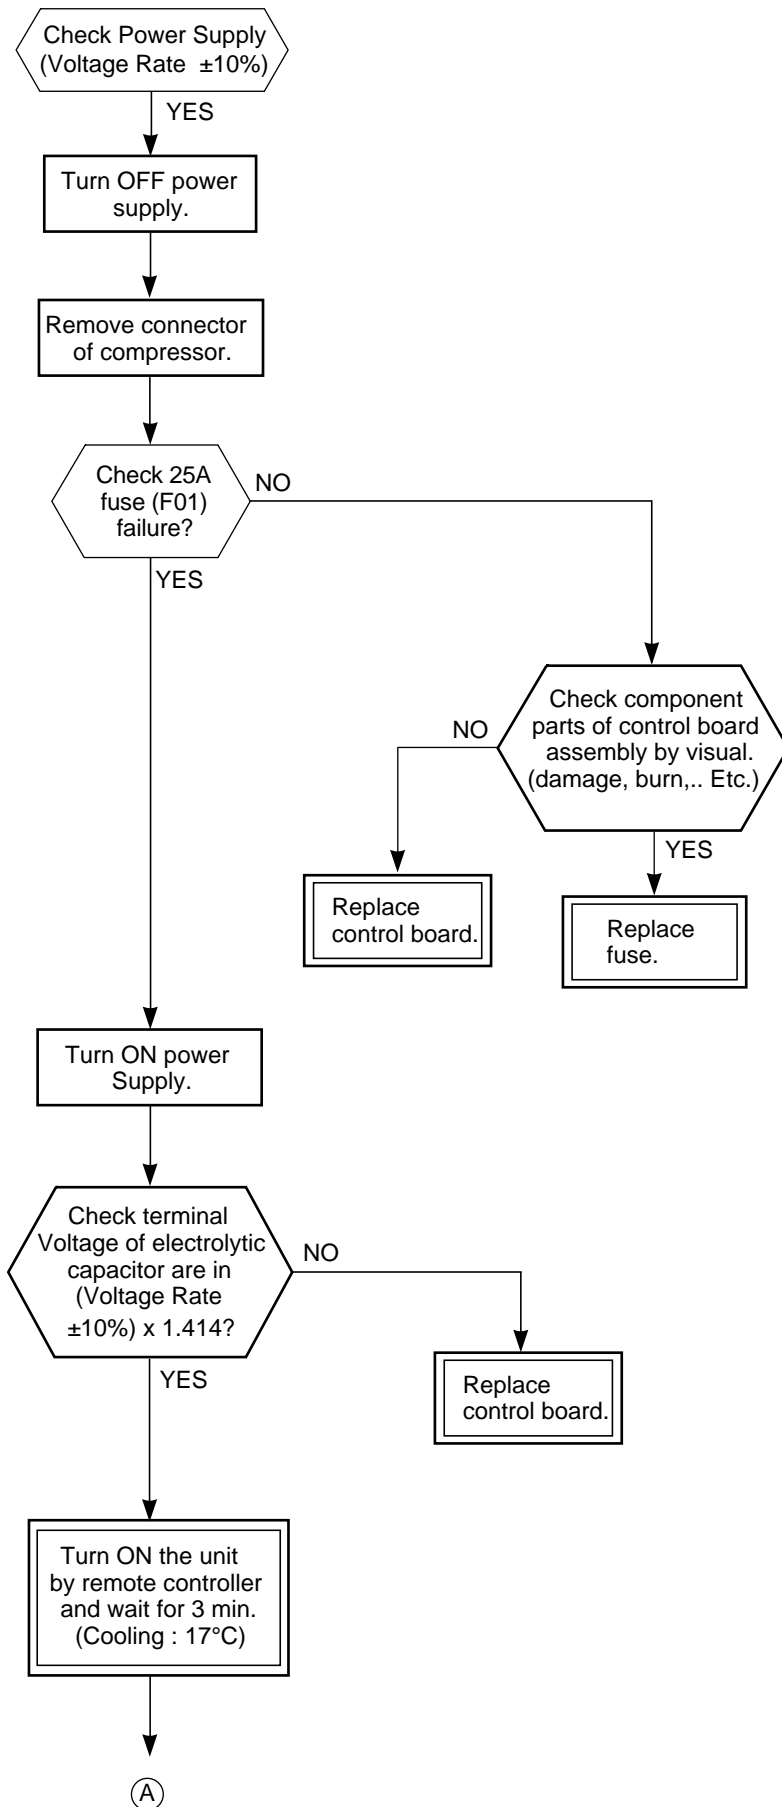 Check Power Supply
(Voltage Rate ±10%)
YES
Turn OFF power
supply.
Remove connector
of compressor.
Check 25A
fuse (F01)
failure?
NO
YES
Check component
parts of control board
assembly by visual.
(damage, burn,.. Etc.)
NO
YES
Replace
control board.
Replace
fuse.
Turn ON power
Supply.
Check terminal
Voltage of electrolytic
capacitor are in
(Voltage Rate
±10%) x 1.414?
NO
YES
Replace
control board.
Turn ON the unit
by remote controller
and wait for 3 min.
(Cooling : 17°C)
A